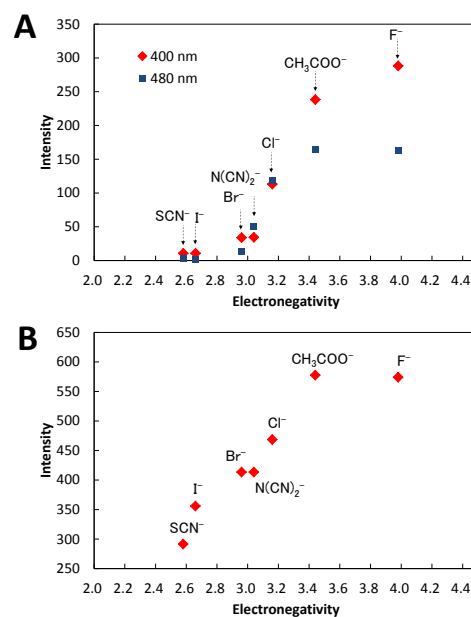 A
350
300
250
200
150
100
50
0
Intensity
400 nm
480 nm
SCN⁻
I⁻
Br⁻
N(CN)₂⁻
Cl⁻
CH₃COO⁻
F⁻
2.0 2.2 2.4 2.6 2.8 3.0 3.2 3.4 3.6 3.8 4.0 4.2 4.4
Electronegativity
B
650
600
550
500
450
400
350
300
250
Intensity
SCN⁻
I⁻
Br⁻
N(CN)₂⁻
Cl⁻
CH₃COO⁻
F⁻
2.0 2.2 2.4 2.6 2.8 3.0 3.2 3.4 3.6 3.8 4.0 4.2 4.4
Electronegativity